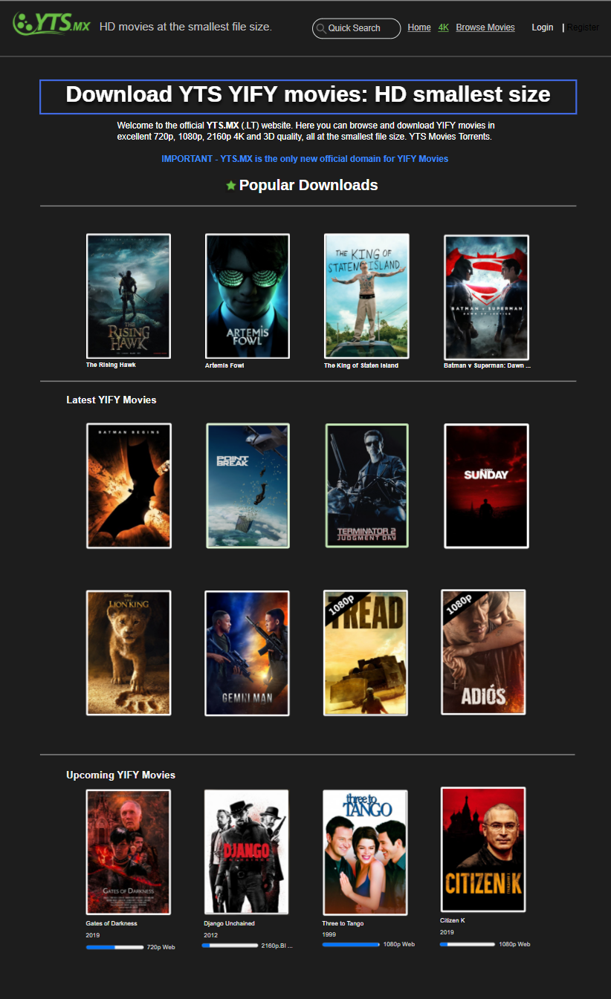 YTS.MX
HD movies at the smallest file size.
Quick Search
Home
4K
Browse Movies
Login
| Register
Download YTS YIFY movies: HD smallest size
Welcome to the official YTS.MX (.LT) website. Here you can browse and download YIFY movies in
excellent 720p, 1080p, 2160p 4K and 3D quality, all at the smallest file size. YTS Movies Torrents.
IMPORTANT - YTS.MX is the only new official domain for YIFY Movies
Popular Downloads
THE
RISING
HAWK
ARTEMIS
FOWL
THE KING OF
STATEN ISLAND
BATMAN V SUPERMAN
DAWN OF JUSTICE
The Rising Hawk
Artemis Fowl
The King of Staten Island
Batman v Superman: Dawn ...
Latest YIFY Movies
BATMAN BEGINS
POINT
BREAK
TERMINATOR 2
JUDGMENT DAY
SUNDAY
Disney
THE
LION KING
GEMINI MAN
1080p
TREAD
1080p
ADIÓS
Upcoming YIFY Movies
GATES OF DARKNESS
DJANGO
three to
TANGO
CITIZEN K
Gates of Darkness
2019
720p Web
Django Unchained
2012
2160p.Bl ...
Three to Tango
1999
1080p Web
Citizen K
2019
1080p Web